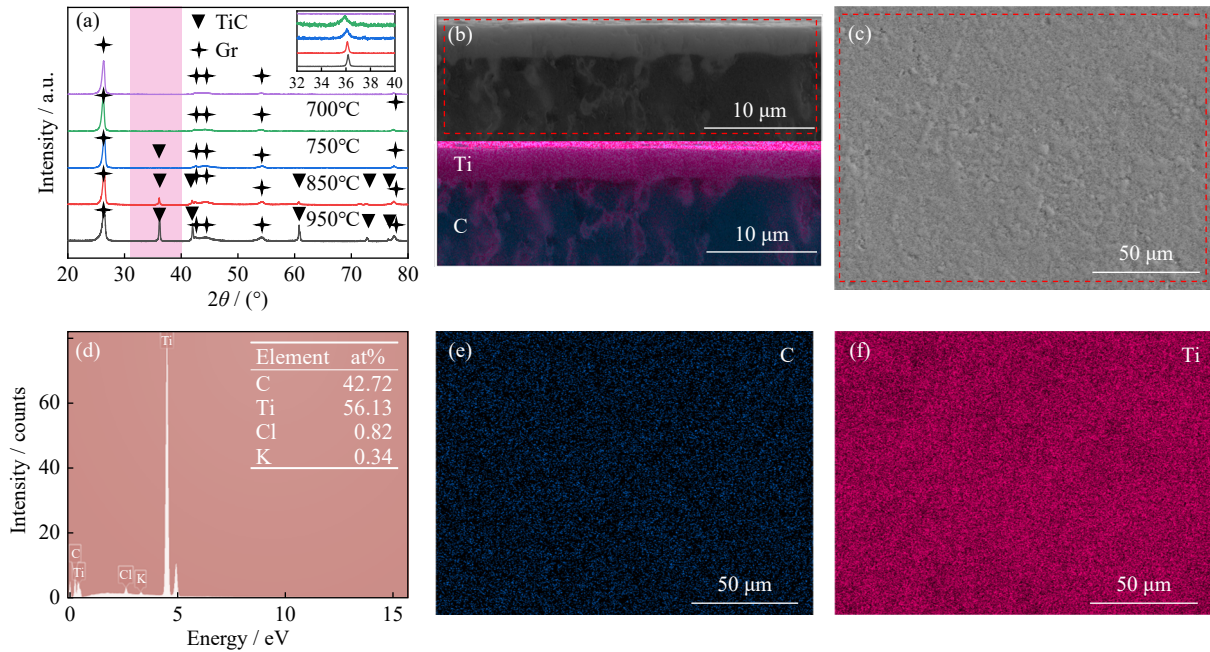 (a)
TiC
Gr
32 34 36 38 40
700℃
750℃
850℃
950℃
Intensity / a.u.
20 30 40 50 60 70 80
2θ / (°)
(b)
10 μm
Ti
C
10 μm
(c)
50 μm
(d)
Ti
Element at%
C 42.72
Ti 56.13
Cl 0.82
K 0.34
C
Ti
Cl
K
60
40
20
0
Intensity / counts
0 5 10 15
Energy / eV
(e)
C
50 μm
(f)
Ti
50 μm